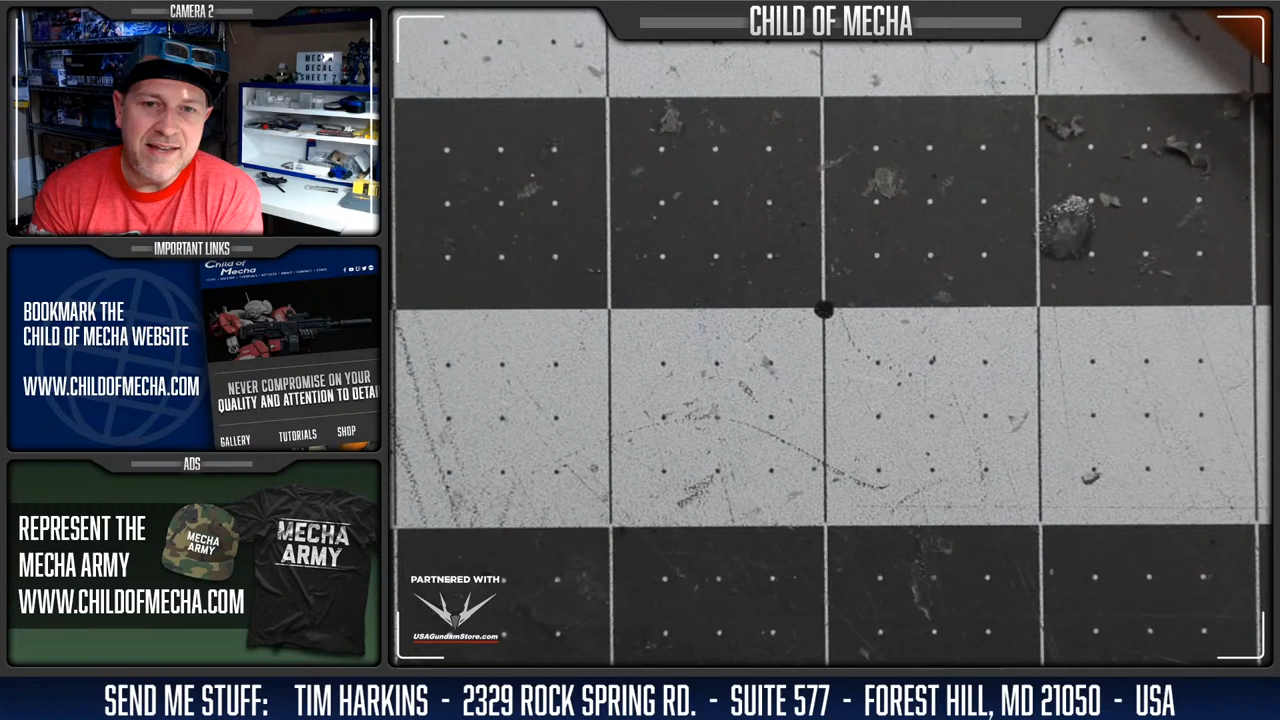 CAMERA 2
CHILD OF MECHA
MECHA
DECAL
SHEET ?
IMPORTANT LINKS
BOOKMARK THE
CHILD OF MECHA WEBSITE
WWW.CHILDOFMECHA.COM
Child of
Mecha
NEVER COMPROMISE ON YOUR
QUALITY AND ATTENTION TO DETAI
GALLERY TUTORIALS SHOP
ADS
REPRESENT THE
MECHA ARMY
WWW.CHILDOFMECHA.COM
MECHA
ARMY
MECHA
ARMY
PARTNERED WITH
USAGundamStore.com
SEND ME STUFF: TIM HARKINS - 2329 ROCK SPRING RD. - SUITE 577 - FOREST HILL, MD 21050 - USA